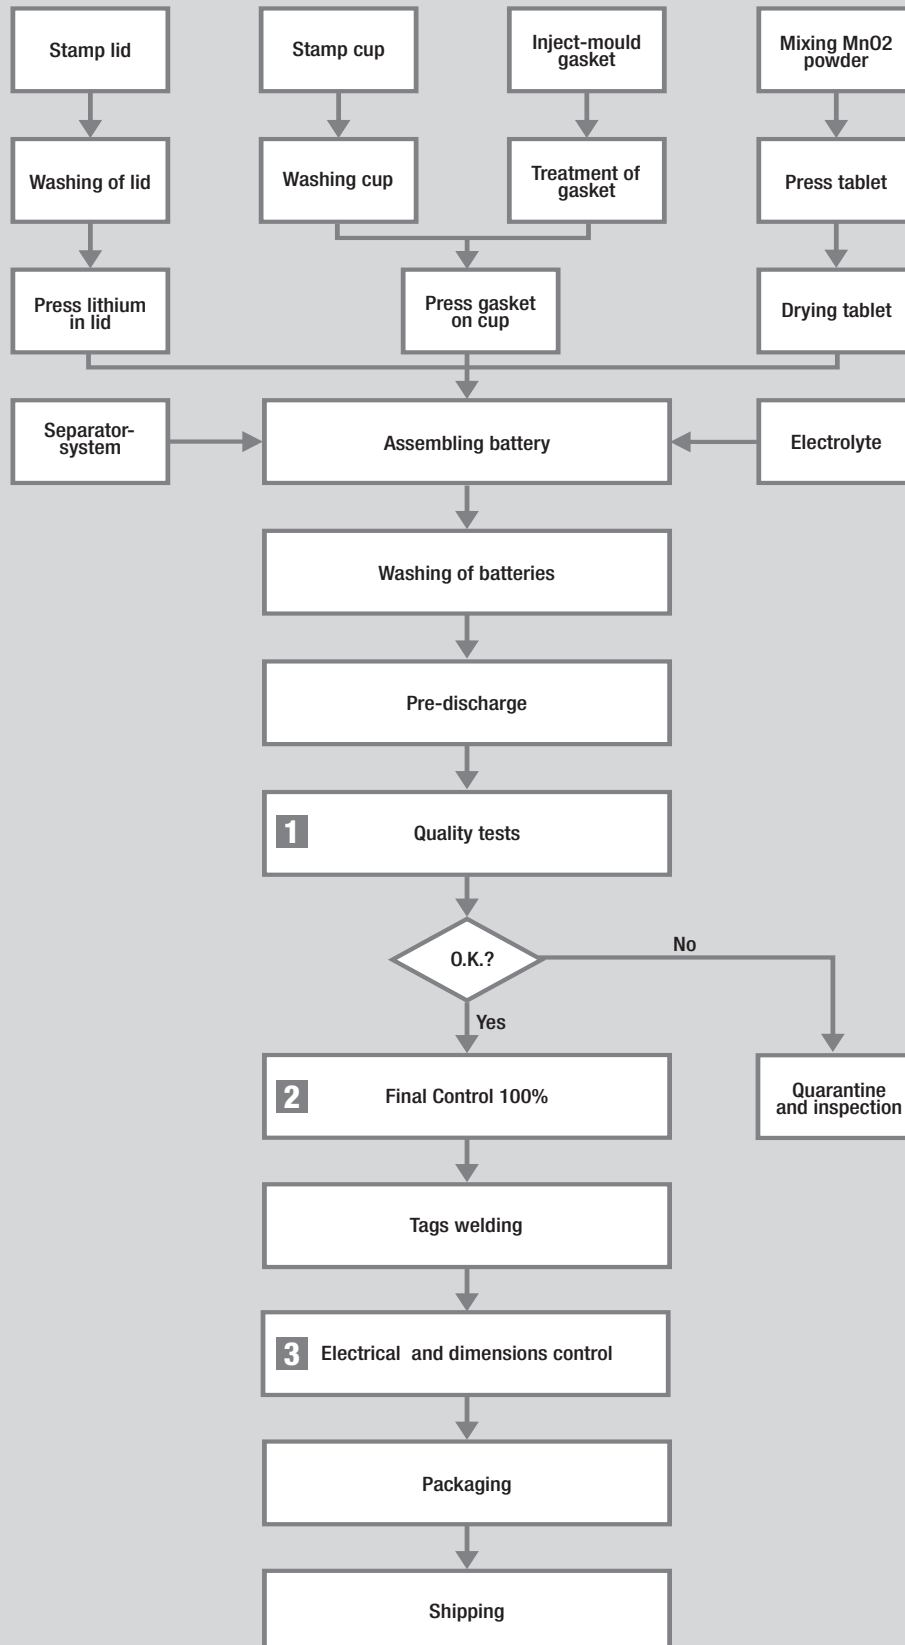 Stamp lid
Stamp cup
Inject-mould
gasket
Mixing MnO2
powder
Washing of lid
Washing cup
Treatment of
gasket
Press tablet
Press lithium
in lid
Press gasket
on cup
Drying tablet
Separator-
system
Assembling battery
Electrolyte
Washing of batteries
Pre-discharge
1 Quality tests
O.K.?
No
Yes
2 Final Control 100%
Quarantine
and inspection
Tags welding
3 Electrical and dimensions control
Packaging
Shipping